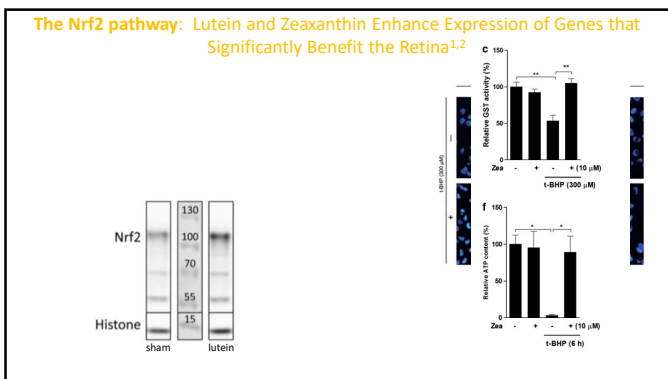 The Nrf2 pathway: Lutein and Zeaxanthin Enhance Expression of Genes that
Significantly Benefit the Retina1,2
c
Relative GST activity (%)
150
100
50
0
**
**
Zea - + - + (10 μM)
t-BHP (300 μM)
t-BHP (300 μM)
-
+
f
Relative ATP content (%)
150
100
50
0
*
*
Zea - + - + (10 μM)
t-BHP (6 h)
Nrf2
Histone
130
100
70
55
15
sham
lutein